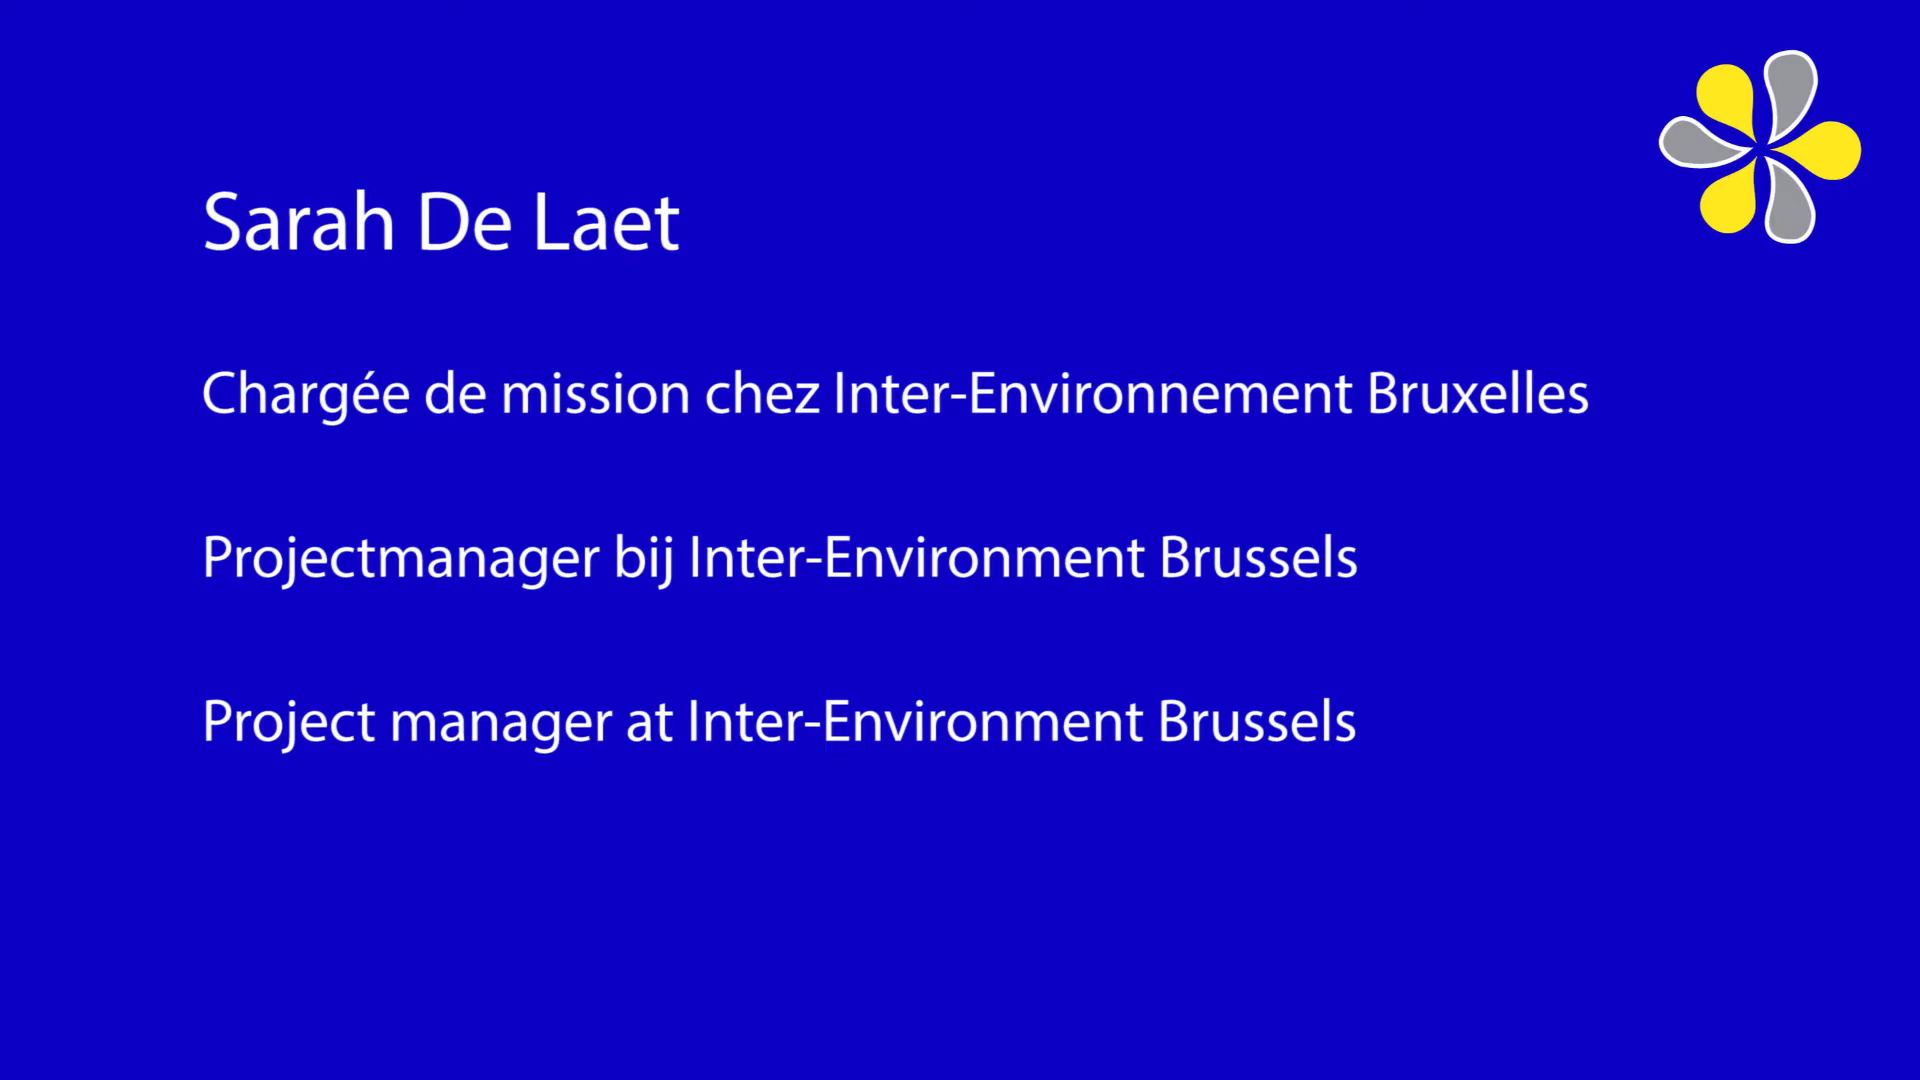 Sarah De Laet
Chargée de mission chez Inter-Environnement Bruxelles
Projectmanager bij Inter-Environment Brussels
Project manager at Inter-Environment Brussels